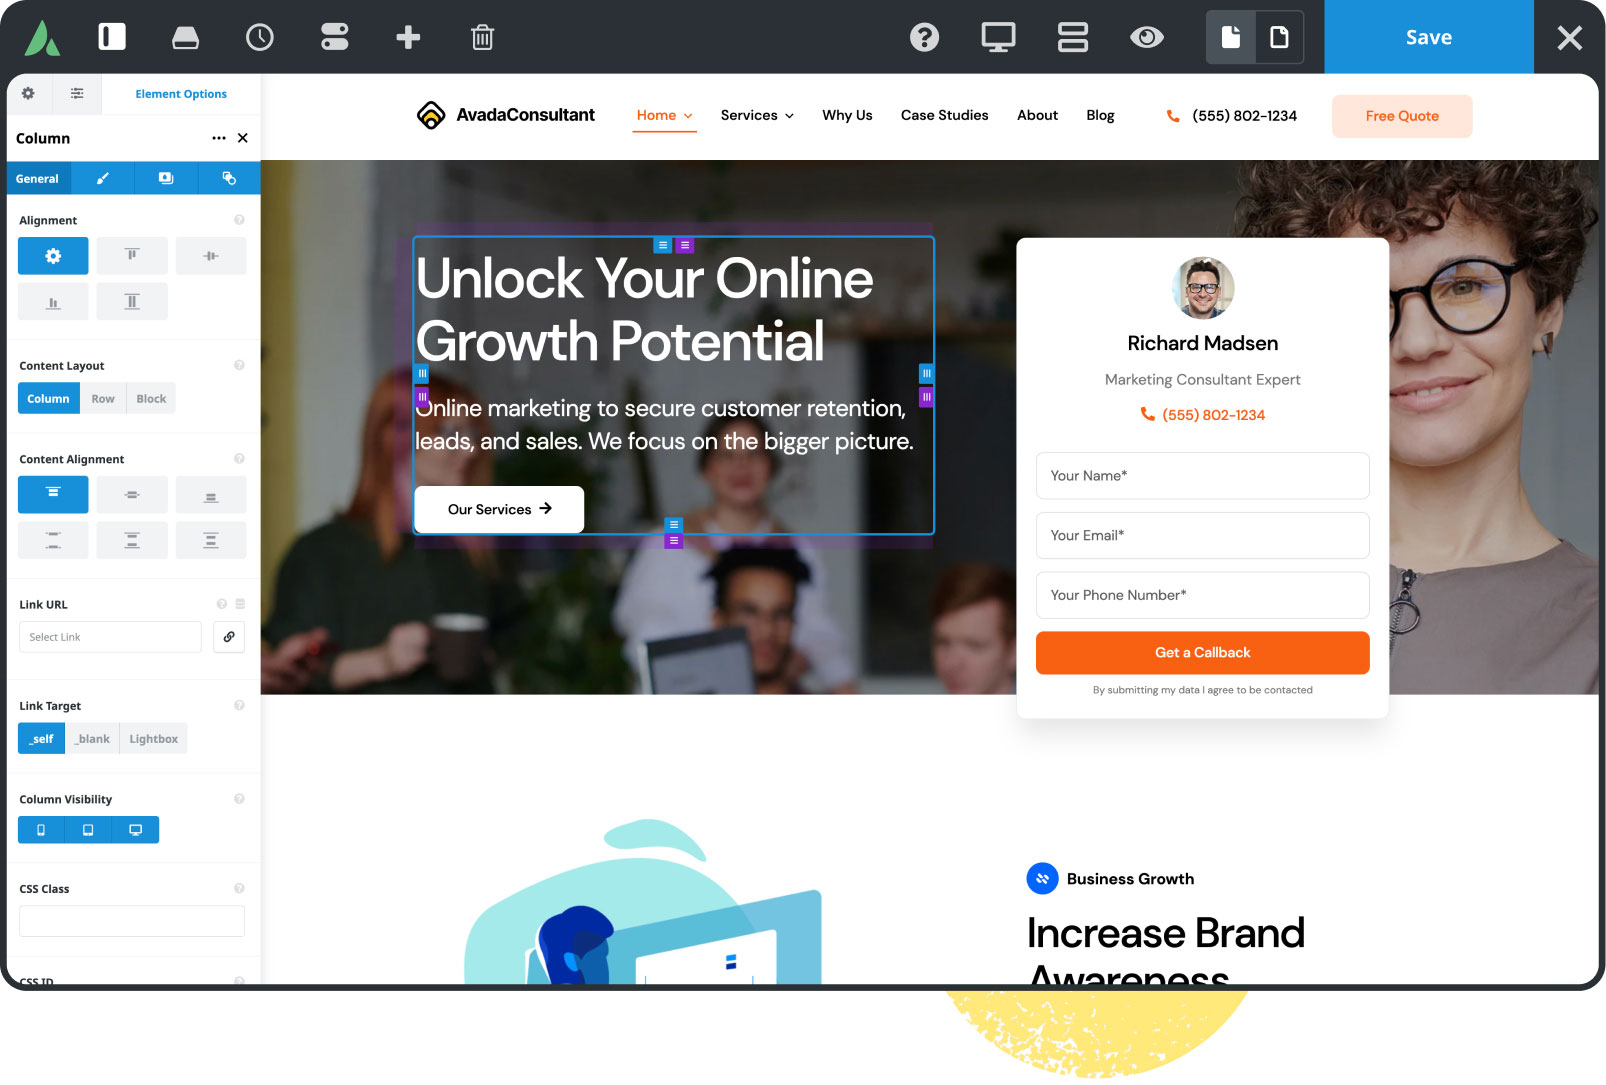 Save
Element Options
Column
General
Alignment
Content Layout
Column
Row
Block
Content Alignment
Link URL
Select Link
Link Target
_self
_blank
Lightbox
Column Visibility
CSS Class
CSS ID
AvadaConsultant
Home
Services
Why Us
Case Studies
About
Blog
(555) 802-1234
Free Quote
Unlock Your Online
Growth Potential
Online marketing to secure customer retention,
leads, and sales. We focus on the bigger picture.
Our Services
Richard Madsen
Marketing Consultant Expert
(555) 802-1234
Your Name*
Your Email*
Your Phone Number*
Get a Callback
By submitting my data I agree to be contacted
Business Growth
Increase Brand
Awareness